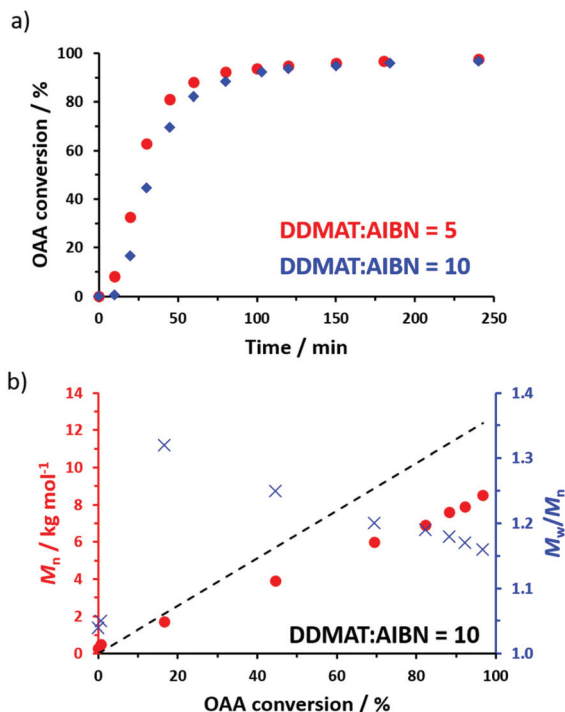 a)
100
80
60
40
20
0
OAA conversion / %
DDMAT:AIBN = 5
DDMAT:AIBN = 10
0 50 100 150 200 250
Time / min
b)
14
12
10
8
6
4
2
0
Mn / kg mol-1
1.4
1.3
1.2
1.1
1.0
Mw/Mn
DDMAT:AIBN = 10
0 20 40 60 80 100
OAA conversion / %